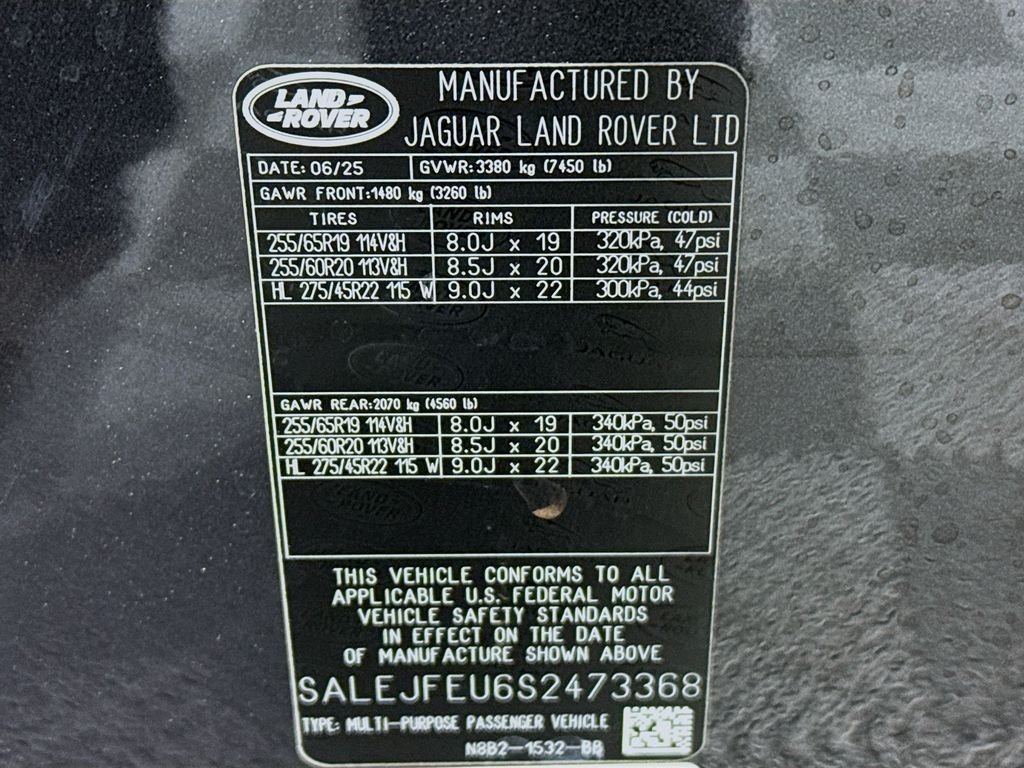 LAND ROVER
MANUFACTURED BY
JAGUAR LAND ROVER LTD
DATE: 06/25 GVWR:3380 kg (7450 lb)
GAWR FRONT:1480 kg (3260 lb)
TIRES RIMS PRESSURE (COLD)
255/65R19 114V&H 8.0J x 19 320kPa, 47psi
255/60R20 113V&H 8.5J x 20 320kPa, 47psi
HL 275/45R22 115 W 9.0J x 22 300kPa, 44psi
GAWR REAR:2070 kg (4560 lb)
255/65R19 114V&H 8.0J x 19 340kPa, 50psi
255/60R20 113V&H 8.5J x 20 340kPa, 50psi
HL 275/45R22 115 W 9.0J x 22 340kPa, 50psi
THIS VEHICLE CONFORMS TO ALL
APPLICABLE U.S. FEDERAL MOTOR
VEHICLE SAFETY STANDARDS
IN EFFECT ON THE DATE
OF MANUFACTURE SHOWN ABOVE
SALEJFEU6S2473368
TYPE: MULTI-PURPOSE PASSENGER VEHICLE
N8B2-1532-BB